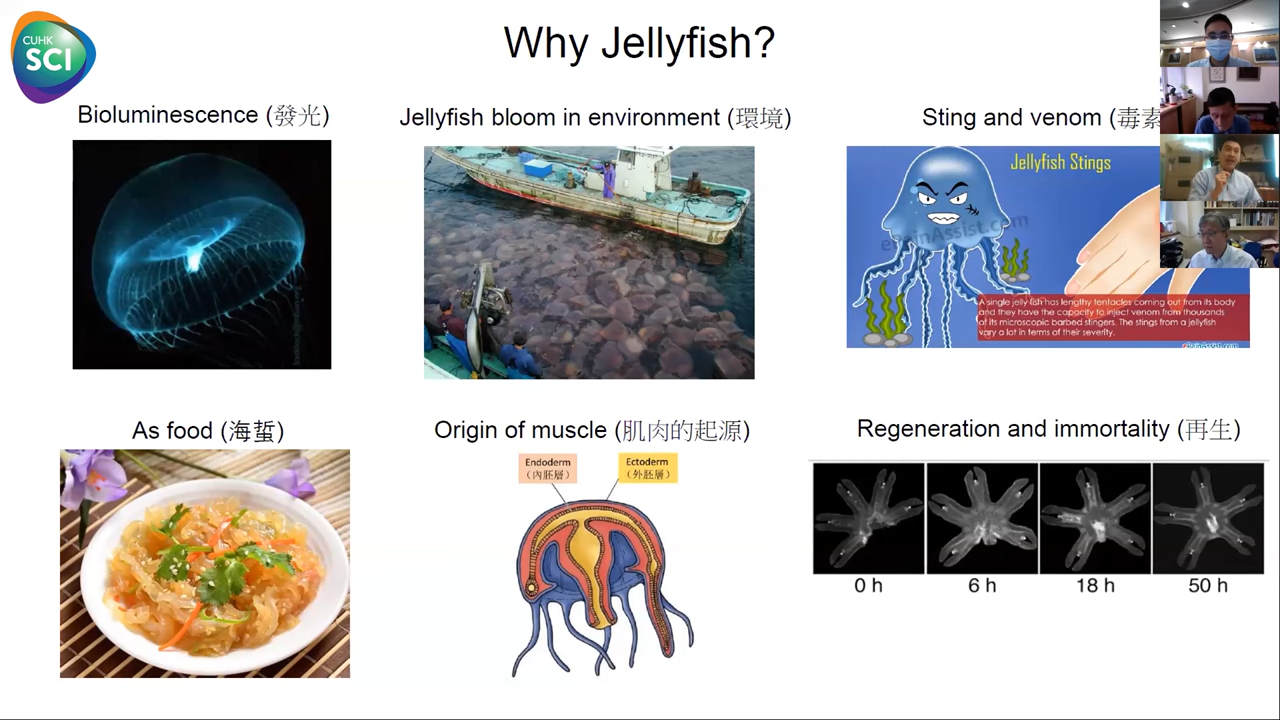 CUHK
SCI
Why Jellyfish?
Bioluminescence (發光)
Jellyfish bloom in environment (環境)
Sting and venom (毒素
Jellyfish Stings
ePainAssist.com
A single jelly fish has lengthy tentacles coming out from its body
and they have the capacity to inject venom from thousands
of its microscopic barbed stingers. The stings from a jellyfish
vary a lot in terms of their severity.
ePainAssist.com
As food (海蜇)
Origin of muscle (肌肉的起源)
Endoderm
(內胚層)
Ectoderm
(外胚層)
Regeneration and immortality (再生)
0 h
6 h
18 h
50 h